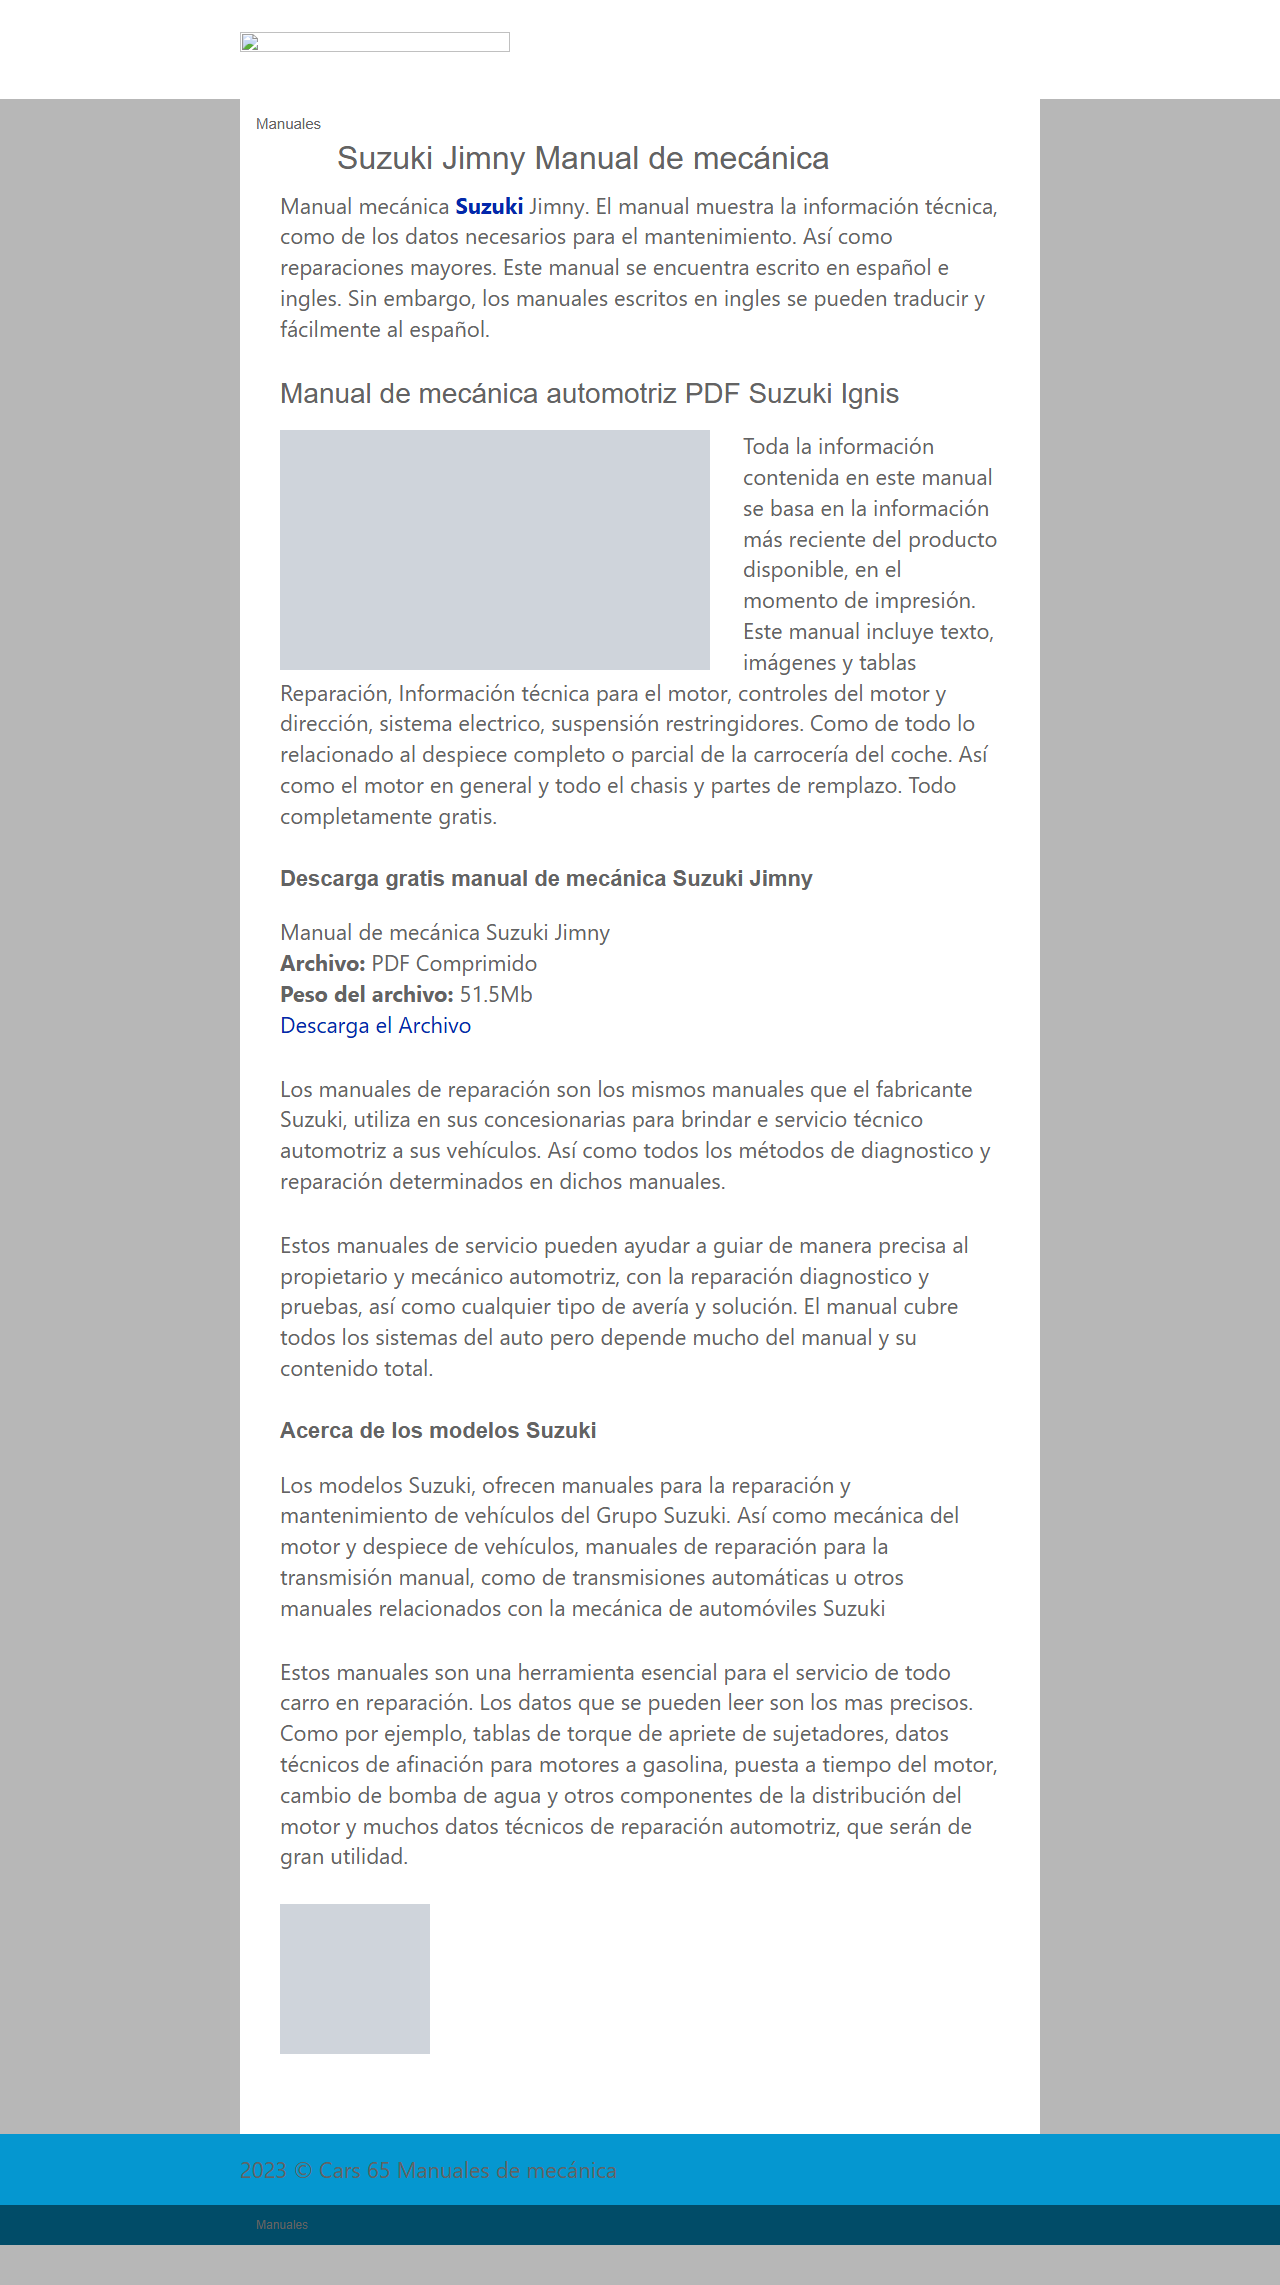 Manuales
Suzuki Jimny Manual de mecánica
Manual mecánica Suzuki Jimny. El manual muestra la información técnica,
como de los datos necesarios para el mantenimiento. Así como
reparaciones mayores. Este manual se encuentra escrito en español e
ingles. Sin embargo, los manuales escritos en ingles se pueden traducir y
fácilmente al español.
Manual de mecánica automotriz PDF Suzuki Ignis
Toda la información
contenida en este manual
se basa en la información
más reciente del producto
disponible, en el
momento de impresión.
Este manual incluye texto,
imágenes y tablas
Reparación, Información técnica para el motor, controles del motor y
dirección, sistema electrico, suspensión restringidores. Como de todo lo
relacionado al despiece completo o parcial de la carrocería del coche. Así
como el motor en general y todo el chasis y partes de remplazo. Todo
completamente gratis.
Descarga gratis manual de mecánica Suzuki Jimny
Manual de mecánica Suzuki Jimny
Archivo: PDF Comprimido
Peso del archivo: 51.5Mb
Descarga el Archivo
Los manuales de reparación son los mismos manuales que el fabricante
Suzuki, utiliza en sus concesionarias para brindar e servicio técnico
automotriz a sus vehículos. Así como todos los métodos de diagnostico y
reparación determinados en dichos manuales.
Estos manuales de servicio pueden ayudar a guiar de manera precisa al
propietario y mecánico automotriz, con la reparación diagnostico y
pruebas, así como cualquier tipo de avería y solución. El manual cubre
todos los sistemas del auto pero depende mucho del manual y su
contenido total.
Acerca de los modelos Suzuki
Los modelos Suzuki, ofrecen manuales para la reparación y
mantenimiento de vehículos del Grupo Suzuki. Así como mecánica del
motor y despiece de vehículos, manuales de reparación para la
transmisión manual, como de transmisiones automáticas u otros
manuales relacionados con la mecánica de automóviles Suzuki
Estos manuales son una herramienta esencial para el servicio de todo
carro en reparación. Los datos que se pueden leer son los mas precisos.
Como por ejemplo, tablas de torque de apriete de sujetadores, datos
técnicos de afinación para motores a gasolina, puesta a tiempo del motor,
cambio de bomba de agua y otros componentes de la distribución del
motor y muchos datos técnicos de reparación automotriz, que serán de
gran utilidad.
2023 © Cars 65 Manuales de mecánica
Manuales